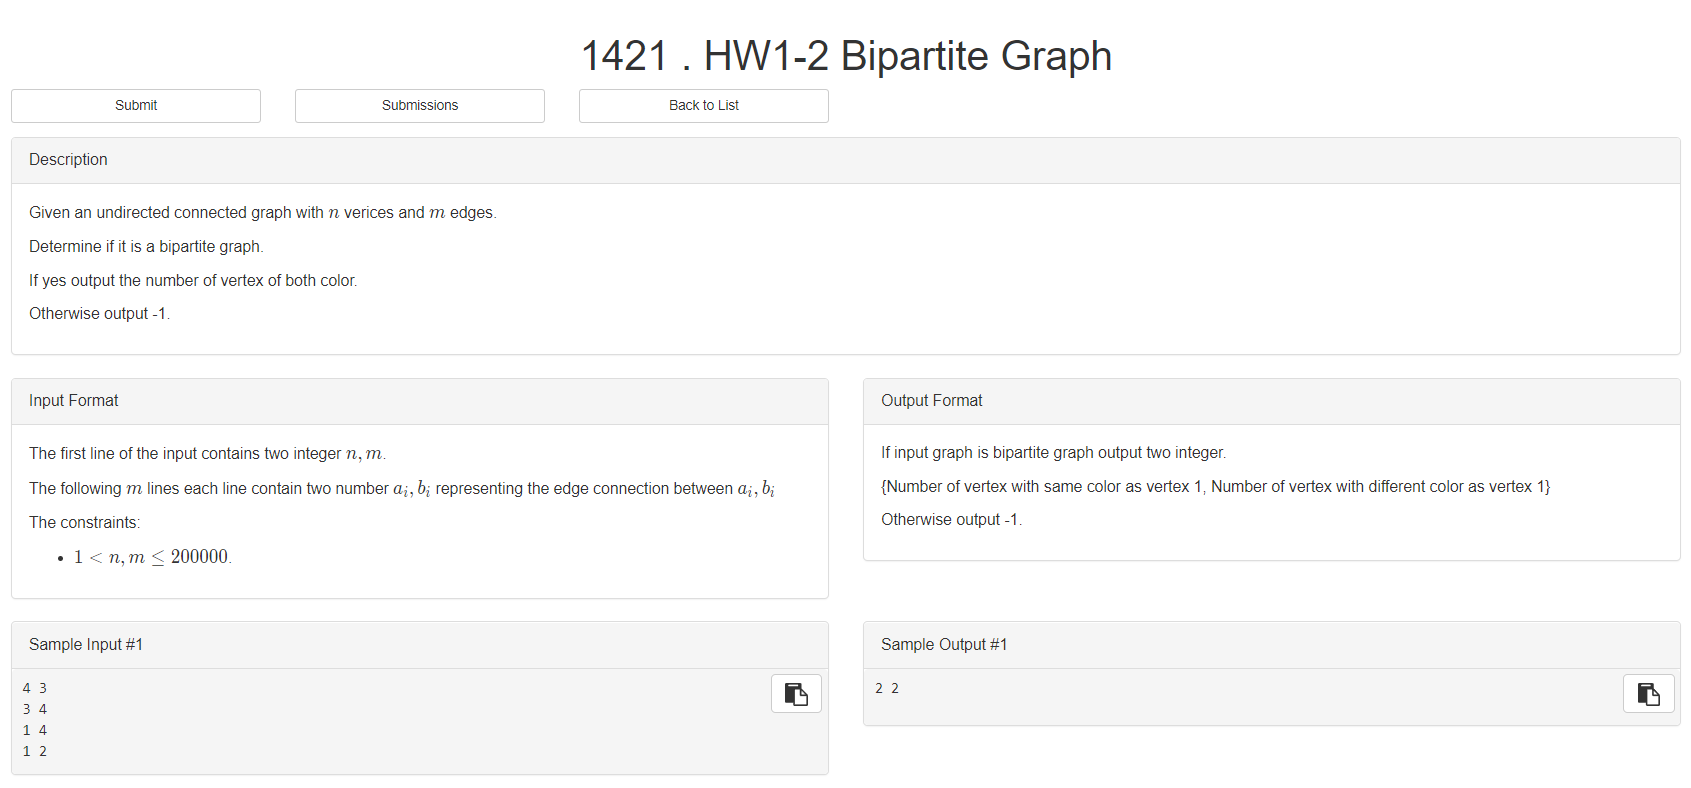 1421 . HW1-2 Bipartite Graph
Submit
Submissions
Back to List
Description
Given an undirected connected graph with n verices and m edges.
Determine if it is a bipartite graph.
If yes output the number of vertex of both color.
Otherwise output -1.
Input Format
The first line of the input contains two integer n, m.
The following m lines each line contain two number a_i, b_i representing the edge connection between a_i, b_i
The constraints:
• 1 < n, m ≤ 200000.
Output Format
If input graph is bipartite graph output two integer.
{Number of vertex with same color as vertex 1, Number of vertex with different color as vertex 1}
Otherwise output -1.
Sample Input #1
4 3
3 4
1 4
1 2
Sample Output #1
2 2